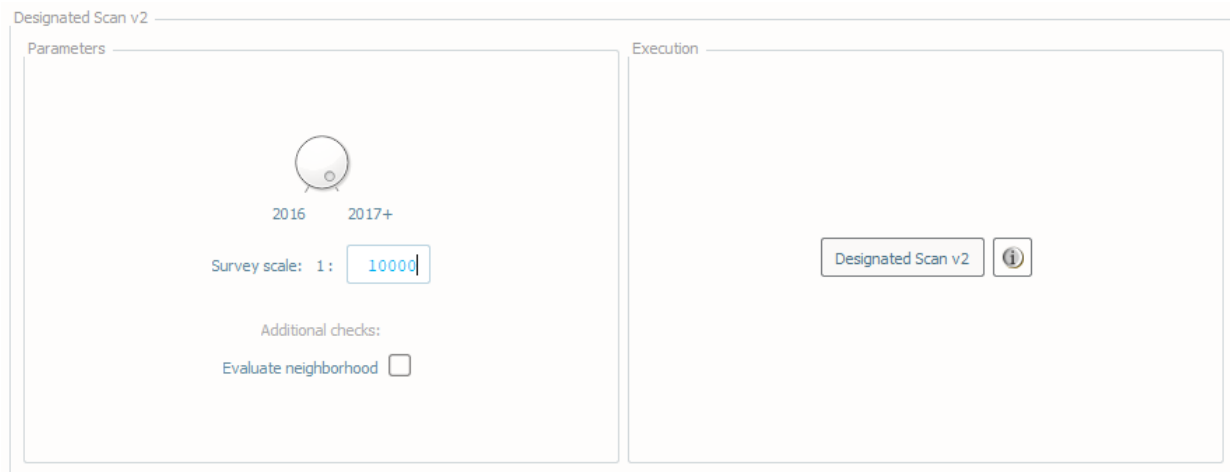 Designated Scan v2
Parameters
2016 2017+
Survey scale: 1 : 10000
Additional checks:
Evaluate neighborhood
Execution
Designated Scan v2